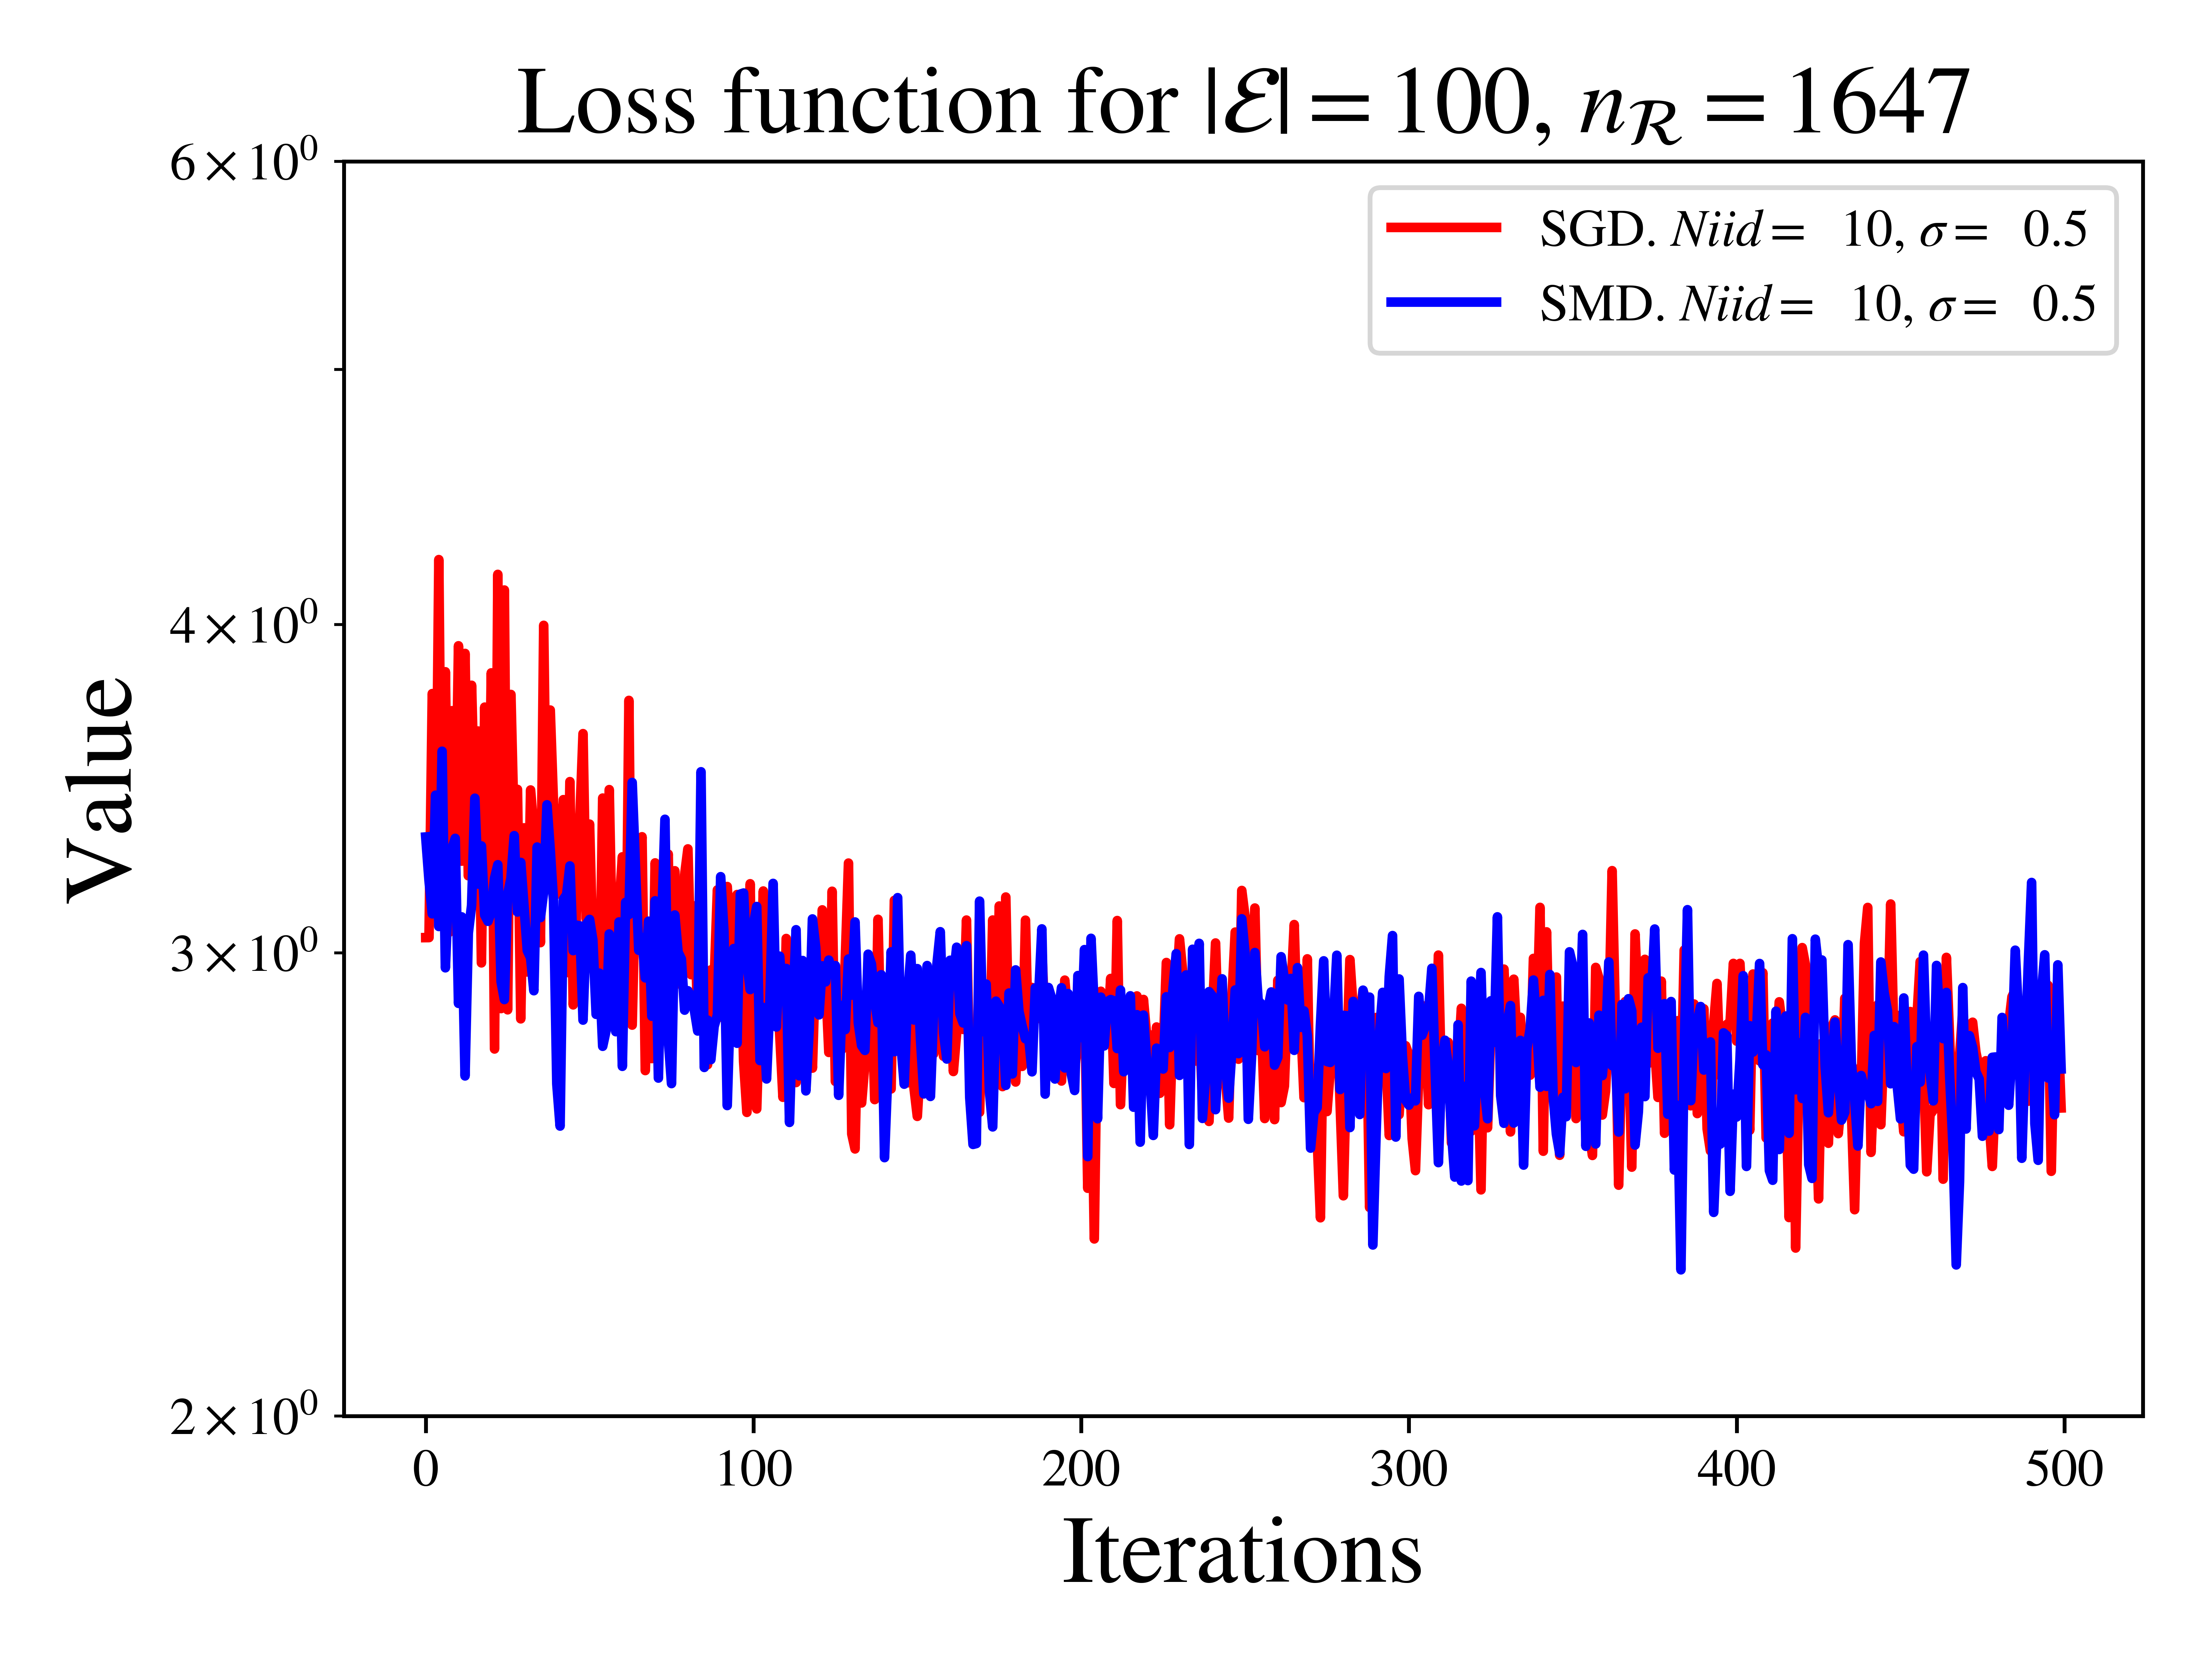 Loss function for |ℰ| = 100, n_ℛ = 1647
6×10⁰
SGD. Niid = 10, σ = 0.5
SMD. Niid = 10, σ = 0.5
4×10⁰
Value
3×10⁰
2×10⁰
0 100 200 300 400 500
Iterations